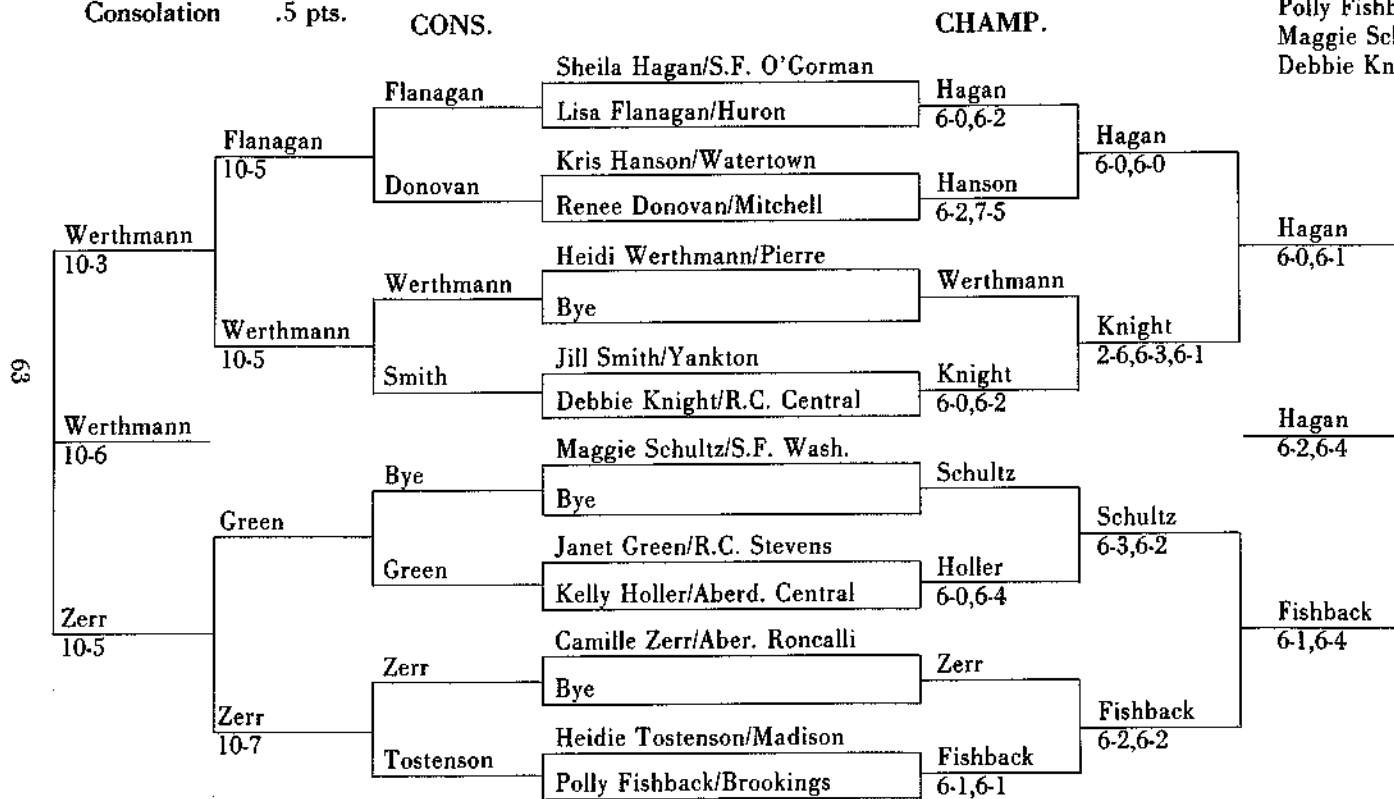 Consolation .5 pts.
CONS.
CHAMP.
Polly
Maggie
Debbie
Sheila Hagan/S.F. O'Gorman
Flanagan
Hagan
Lisa Flanagan/Huron
6-0,6-2
Flanagan
Hagan
10-5
Kris Hanson/Watertown
6-0,6-0
Donovan
Hanson
Renee Donovan/Mitchell
6-2,7-5
Werthmann
Hagan
10-3
Heidi Werthmann/Pierre
6-0,6-1
Werthmann
Werthmann
Bye
Werthmann
Knight
10-5
Jill Smith/Yankton
2-6,6-3,6-1
Smith
Knight
63
Debbie Knight/R.C. Central
6-0,6-2
Werthmann
Hagan
10-6
Maggie Schultz/S.F. Wash.
6-2,6-4
Bye
Schultz
Bye
Green
Schultz
Janet Green/R.C. Stevens
6-3,6-2
Green
Holler
Kelly Holler/Aberd. Central
6-0,6-4
Zerr
Fishback
10-5
Camille Zerr/Aber. Roncalli
6-1,6-4
Zerr
Zerr
Bye
Zerr
Fishback
10-7
Heidie Tostenson/Madison
6-2,6-2
Tostenson
Fishback
Polly Fishback/Brookings
6-1,6-1